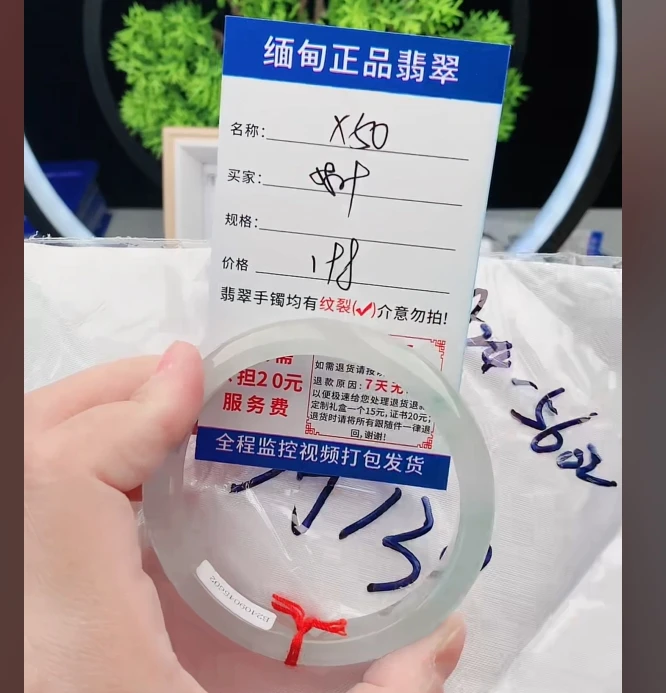 缅甸正品翡翠
名称: X50
买家:
规格:
价格 198
翡翠手镯均有纹裂(✓)介意勿拍!
担20元
服务费
如需退货请按
退款原因:7天无
以便极速给您处理退货退
定制礼盒一个15元,证书20元;
退货时请将所有跟随件一律退
回,谢谢!
全程监控视频打包发货